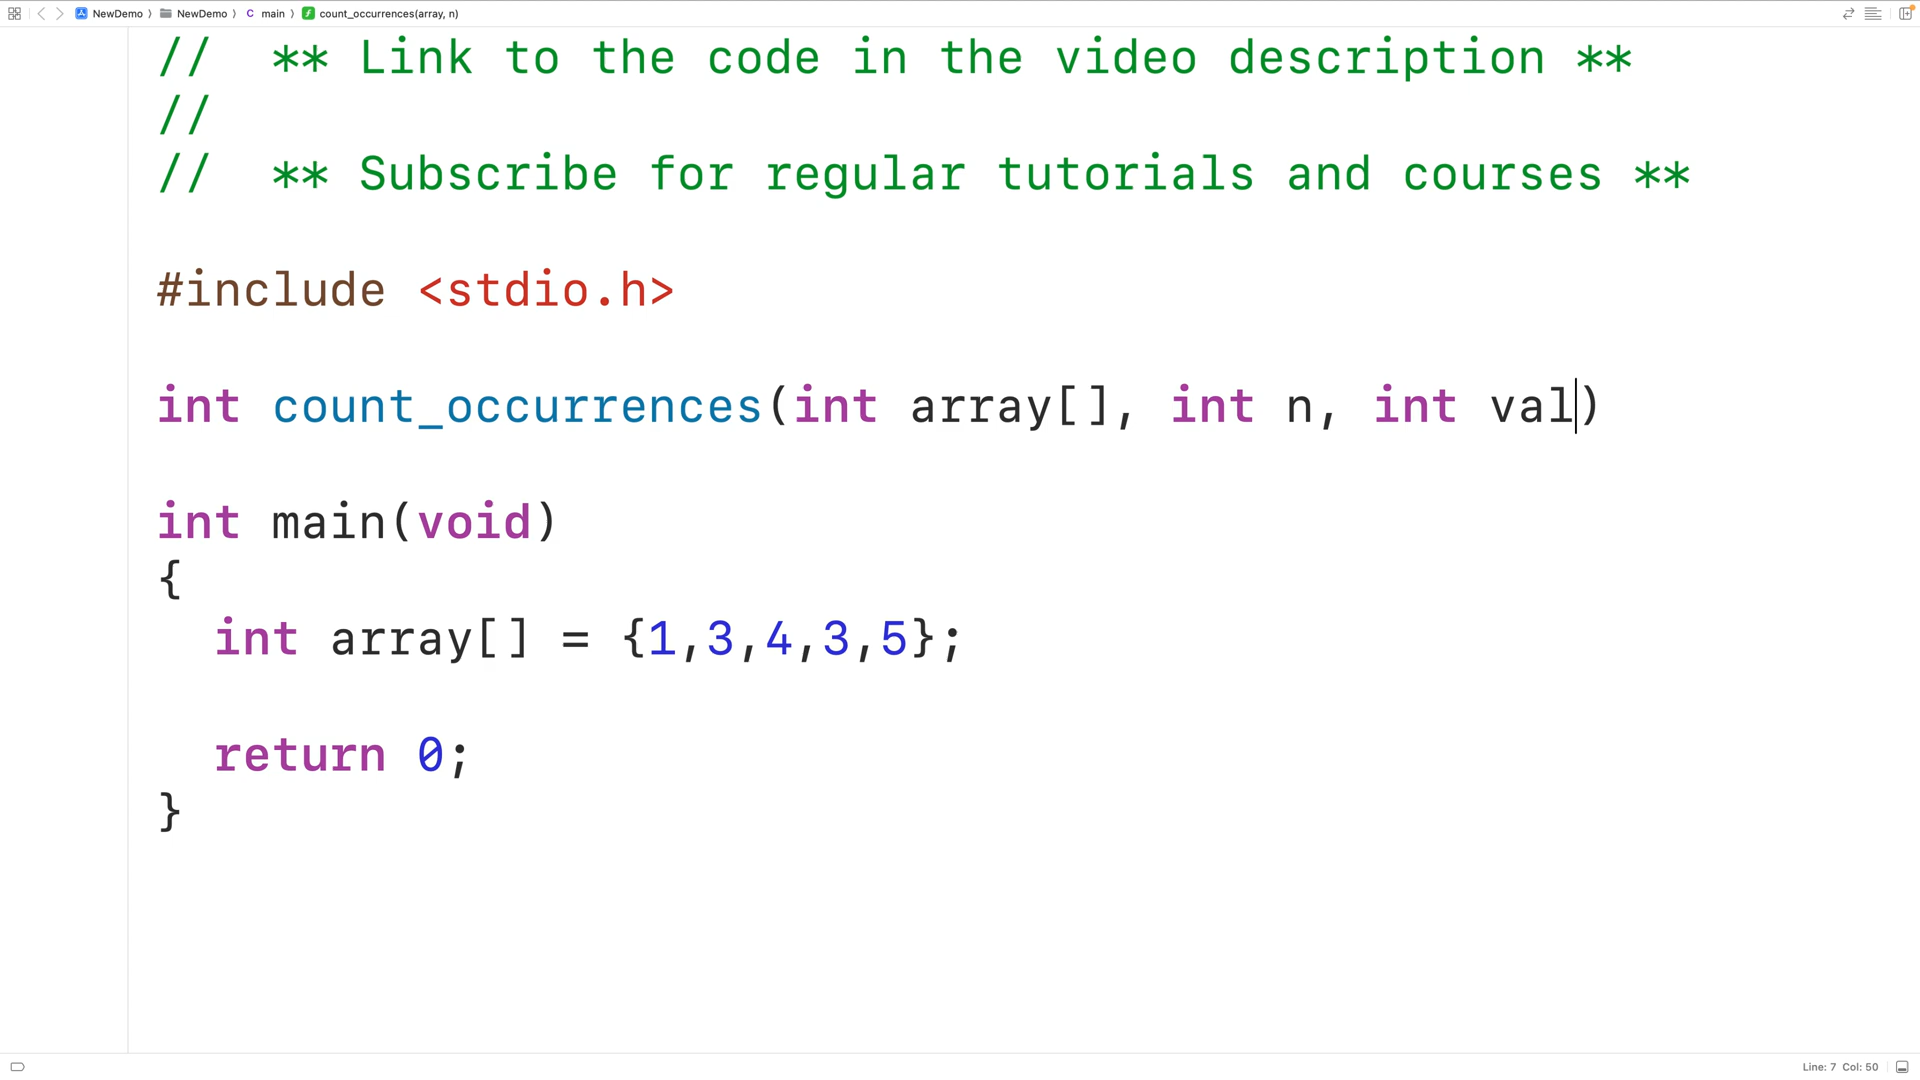 NewDemo 〉 NewDemo 〉 C main 〉 f count_occurrences(array, n)
// ** Link to the code in the video description **
//
// ** Subscribe for regular tutorials and courses **
#include <stdio.h>
int count_occurrences(int array[], int n, int val)
int main(void)
{
int array[] = {1,3,4,3,5};
return 0;
}
Line: 7 Col: 50